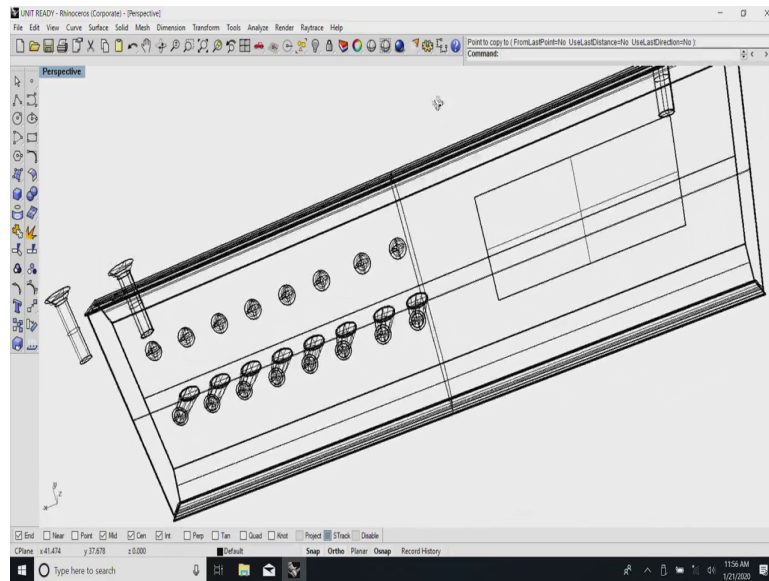 UNIT READY - Rhinoceros (Corporate) - [Perspective]
File Edit View Curve Surface Solid Mesh Dimension Transform Tools Analyze Render Raytrace Help
Point to copy to ( FromLastPoint=No UseLastDistance=No UseLastDirection=No ):
Command:
Perspective
y
z
x
End Near Point Mid Cen Int Perp Tan Quad Knot Project STrack Disable
CPlane x 41.474 y 37.678 z 0.000 Default Snap Ortho Planar Osnap Record History
Type here to search
11:56 AM
1/21/2020